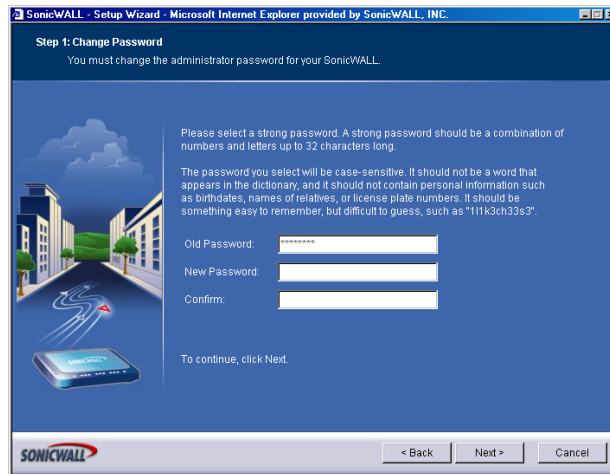 SonicWALL - Setup Wizard - Microsoft Internet Explorer provided by SonicWALL, INC.
Step 1: Change Password
You must change the administrator password for your SonicWALL.
Please select a strong password. A strong password should be a combination of
numbers and letters up to 32 characters long.
The password you select will be case-sensitive. It should not be a word that
appears in the dictionary, and it should not contain personal information such
as birthdates, names of relatives, or license plate numbers. It should be
something easy to remember, but difficult to guess, such as "1l1k3ch33s3".
Old Password: ********
New Password:
Confirm:
To continue, click Next.
SONICWALL
< Back Next > Cancel